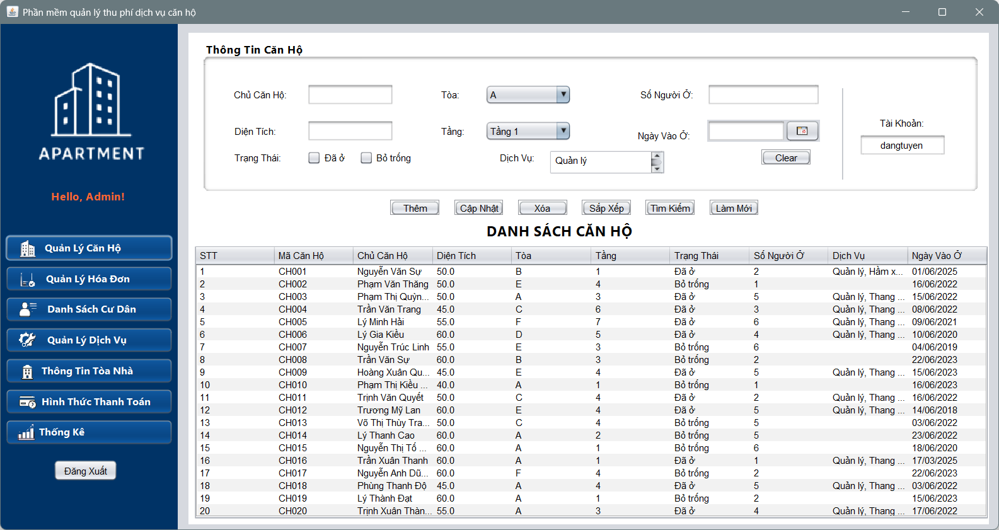 Phần mềm quản lý thu phí dịch vụ căn hộ
APARTMENT
Hello, Admin!
Quản Lý Căn Hộ
Quản Lý Hóa Đơn
Danh Sách Cư Dân
Quản Lý Dịch Vụ
Thông Tin Tòa Nhà
Hình Thức Thanh Toán
Thống Kê
Đăng Xuất
Thông Tin Căn Hộ
Chủ Căn Hộ: Tòa: A Số Người Ở:
Diện Tích: Tầng: Tầng 1 Ngày Vào Ở:
Trạng Thái: Đã ở Bỏ trống Dịch Vụ: Quản lý Clear
Tài Khoản:
dangtuyen
Thêm Cập Nhật Xóa Sắp Xếp Tìm Kiếm Làm Mới
DANH SÁCH CĂN HỘ
STT Mã Căn Hộ Chủ Căn Hộ Diện Tích Tòa Tầng Trạng Thái Số Người Ở Dịch Vụ Ngày Vào Ở
1 CH001 Nguyễn Văn Sự 50.0 B 1 Đã ở 2 Quản lý, Hầm x... 01/06/2025
2 CH002 Phạm Văn Thăng 50.0 E 4 Bỏ trống 1 16/06/2022
3 CH003 Phạm Thị Quỳn... 50.0 A 3 Đã ở 5 Quản lý, Thang ... 15/06/2022
4 CH004 Trần Văn Trang 45.0 C 6 Đã ở 3 Quản lý, Thang ... 08/06/2022
5 CH005 Lý Minh Hải 55.0 F 7 Đã ở 6 Quản lý, Thang ... 09/06/2021
6 CH006 Lý Gia Kiều 60.0 D 5 Đã ở 4 Quản lý, Thang ... 10/06/2020
7 CH007 Nguyễn Trúc Linh 55.0 E 3 Bỏ trống 6 04/06/2019
8 CH008 Trần Văn Sự 60.0 B 3 Bỏ trống 2 22/06/2023
9 CH009 Hoàng Xuân Qu... 45.0 E 4 Đã ở 5 Quản lý, Thang ... 15/06/2023
10 CH010 Phạm Thị Kiều ... 40.0 A 1 Bỏ trống 1 16/06/2023
11 CH011 Trịnh Văn Quyết 50.0 C 4 Đã ở 2 Quản lý, Thang ... 16/06/2022
12 CH012 Trương Mỹ Lan 60.0 E 4 Đã ở 5 Quản lý, Thang ... 14/06/2018
13 CH013 Võ Thị Thùy Tra... 50.0 C 4 Bỏ trống 5 03/06/2022
14 CH014 Lý Thanh Cao 60.0 A 2 Bỏ trống 5 23/06/2022
15 CH015 Nguyễn Thị Tố ... 60.0 A 1 Bỏ trống 6 18/06/2020
16 CH016 Trần Xuân Thanh 60.0 A 1 Đã ở 1 Quản lý, Thang ... 17/03/2025
17 CH017 Nguyễn Anh Dũ... 60.0 F 4 Bỏ trống 2 22/06/2023
18 CH018 Phùng Thanh Độ 45.0 A 4 Đã ở 5 Quản lý, Thang ... 03/06/2022
19 CH019 Lý Thành Đạt 60.0 A 1 Bỏ trống 2 15/06/2023
20 CH020 Trịnh Xuân Thàn... 55.0 A 3 Đã ở 4 Quản lý, Thang ... 17/06/2022